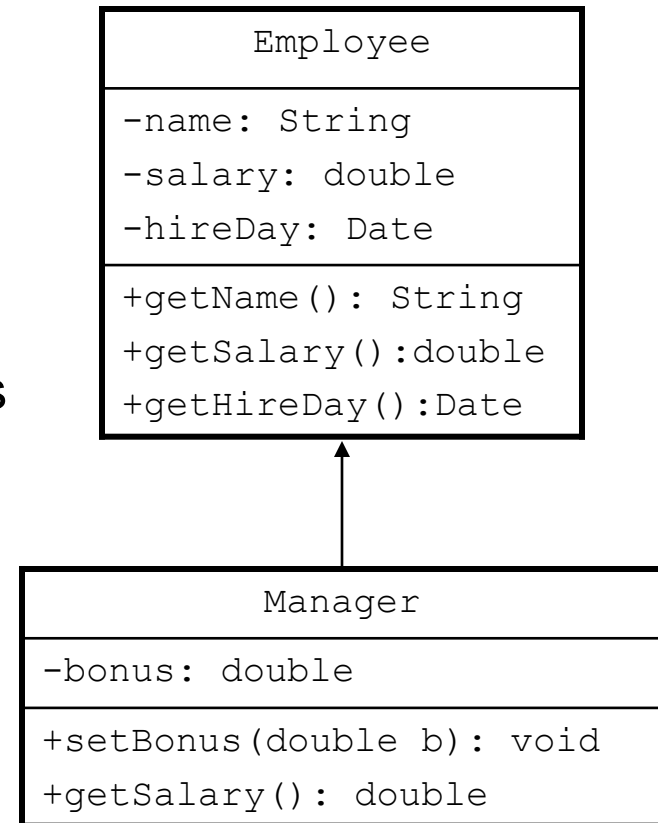 Employee
-name: String
-salary: double
-hireDay: Date
+getName(): String
+getSalary():double
s
+getHireDay():Date
Manager
-bonus: double
+setBonus(double b): void
+getSalary(): double